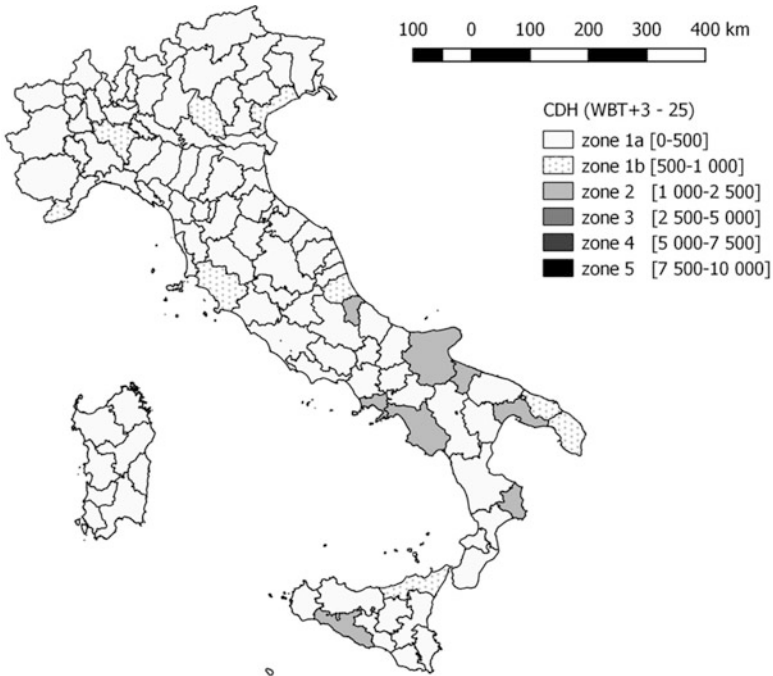 100 0 100 200 300 400 km
CDH (WBT+3 - 25)
zone 1a [0-500]
zone 1b [500-1 000]
zone 2 [1 000-2 500]
zone 3 [2 500-5 000]
zone 4 [5 000-7 500]
zone 5 [7 500-10 000]